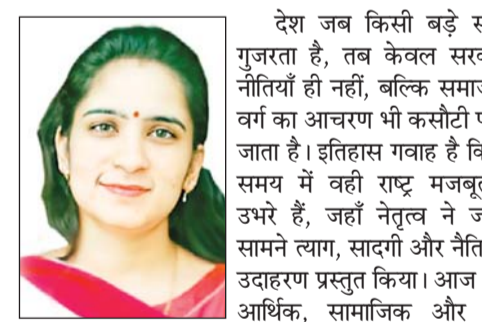 देश जब किसी बड़े
गुजरता है, तब केवल
नीतियाँ ही नहीं, बल्कि
वर्ग का आचरण भी कसौटी
जाता है। इतिहास गवाह है
समय में वही राष्ट्र
उभरे हैं, जहाँ नेतृत्व ने
सामने त्याग, सादगी और
उदाहरण प्रस्तुत किया। आज
आर्थिक, सामाजिक और